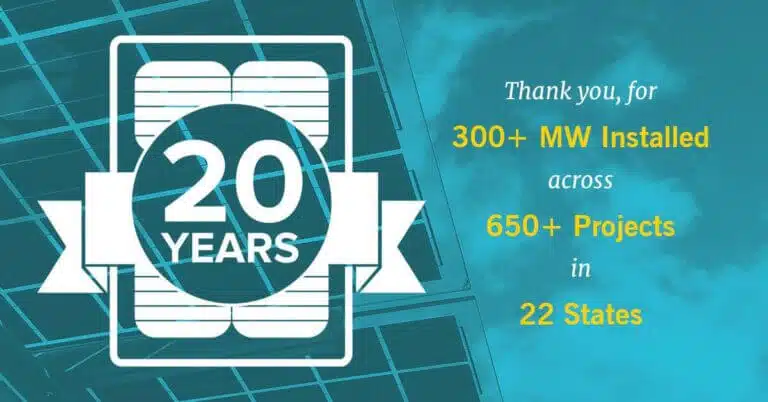 20
YEARS
Thank you, for
300+ MW Installed
across
650+ Projects
in
22 States